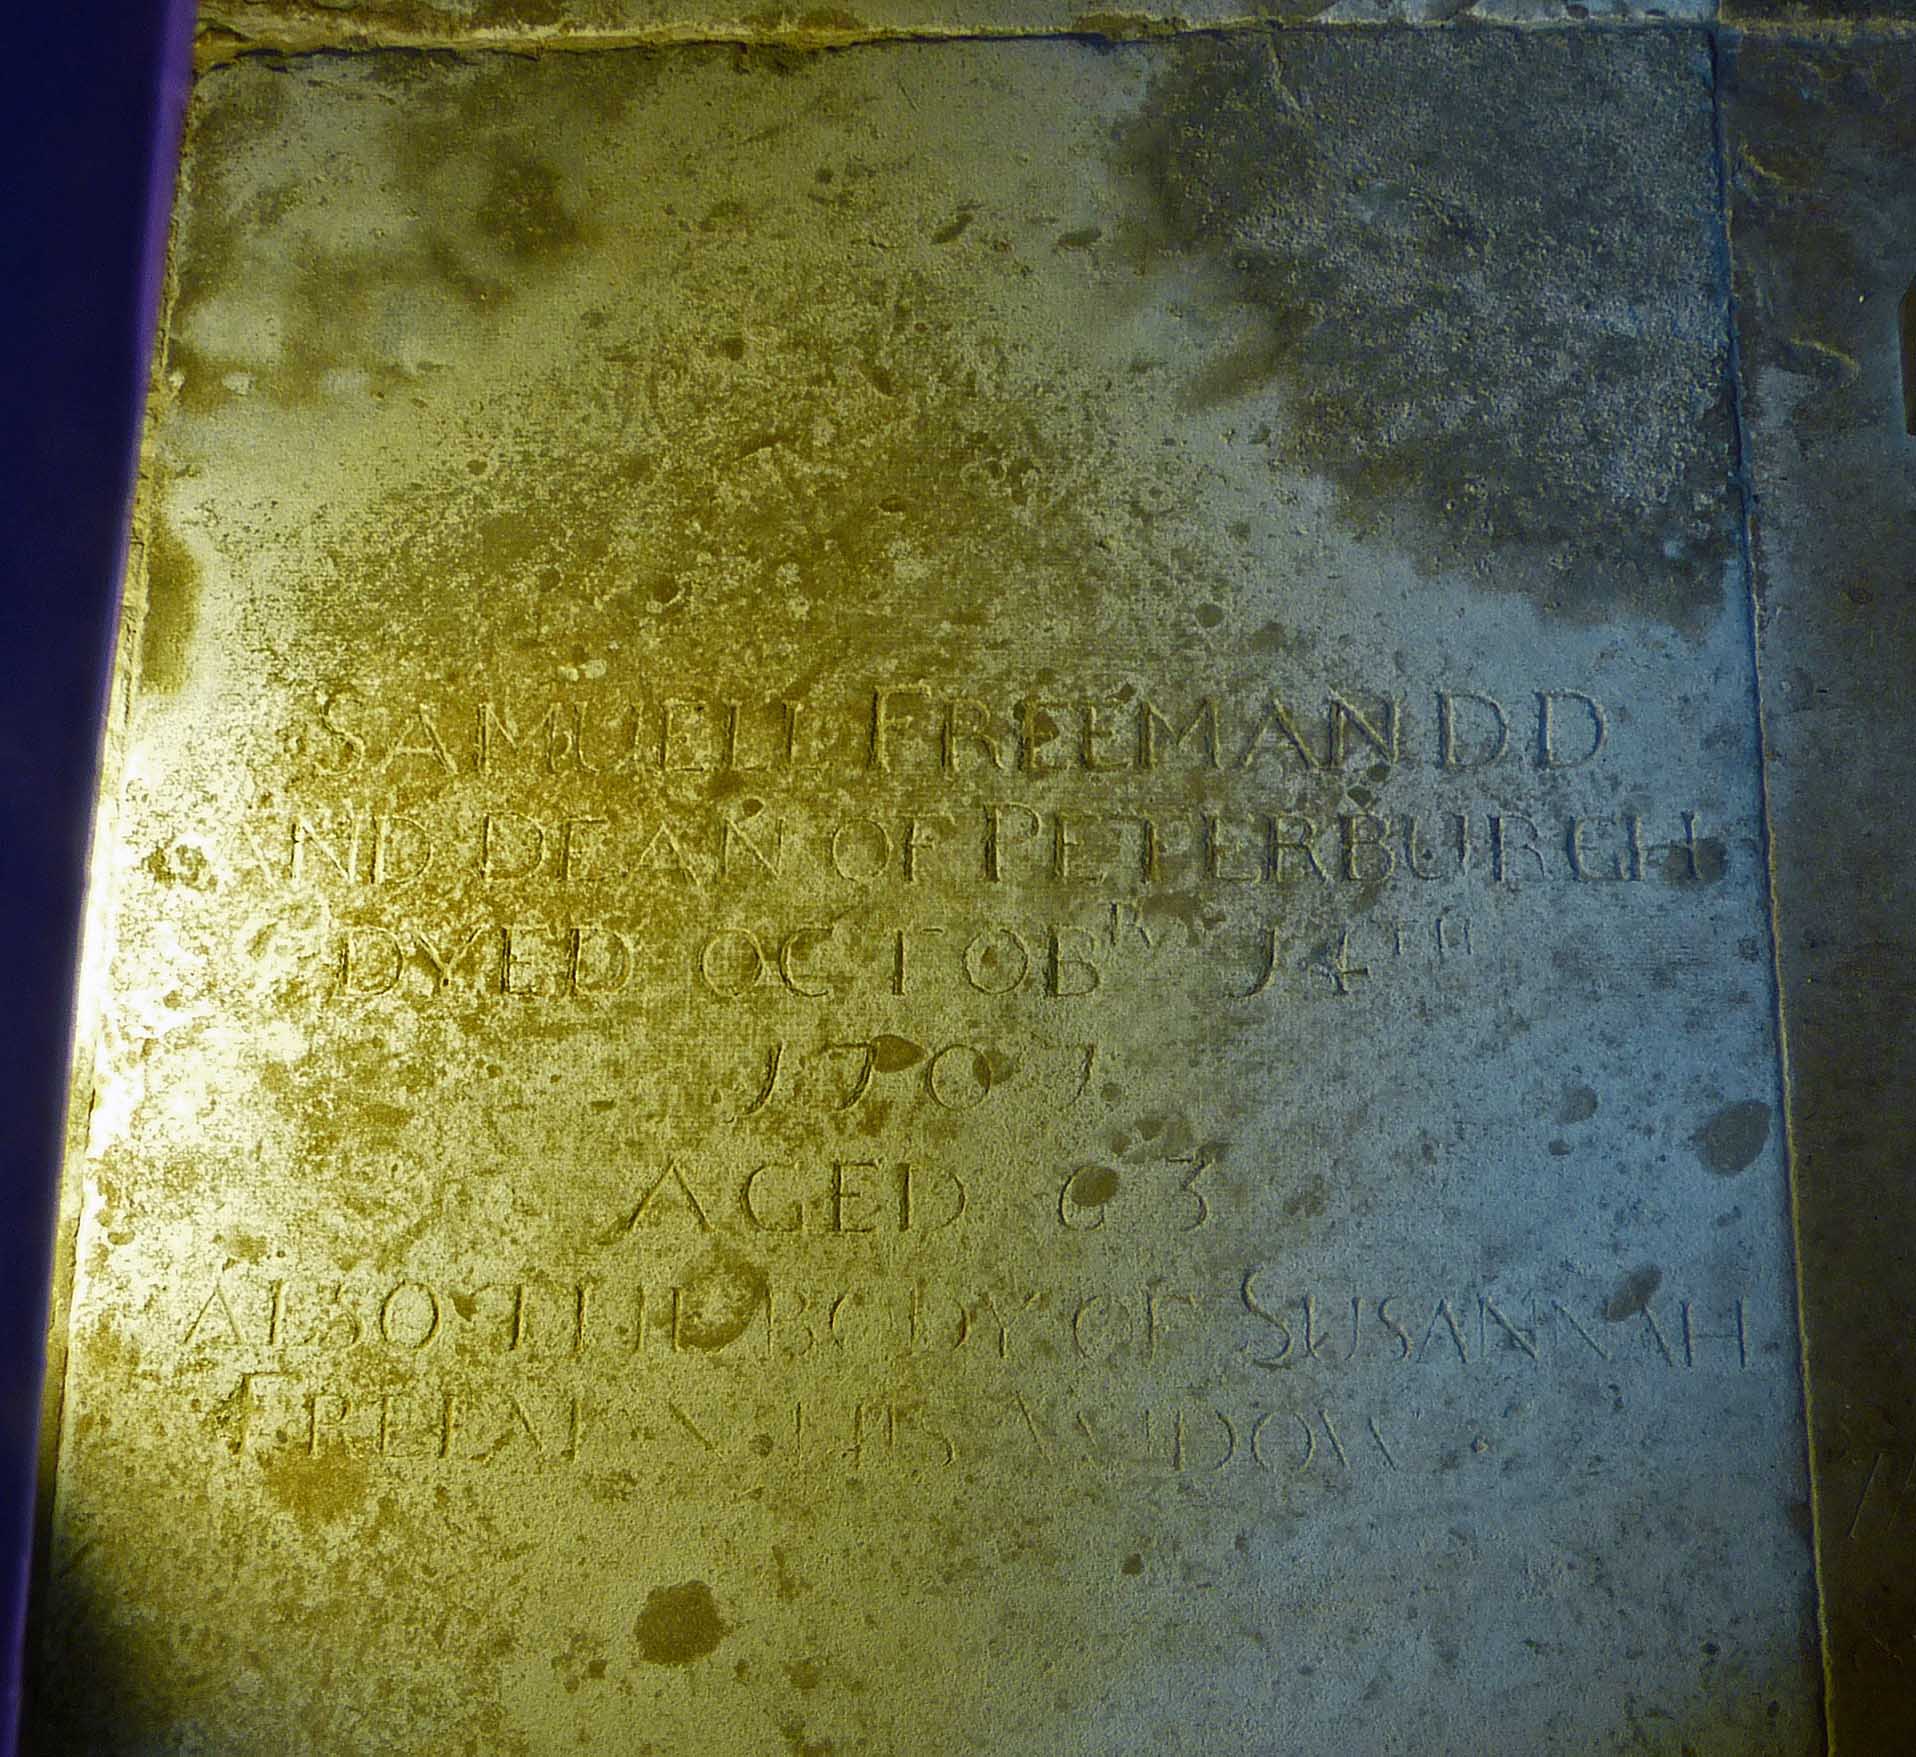 SAMUELL FREEMAN D D
AND DEAN OF PETERBURGH
DYED OCTOBR 14TH
1707
AGED 63
ALSO THE BODY OF SUSANNAH
FREEMAN HIS WIDOW